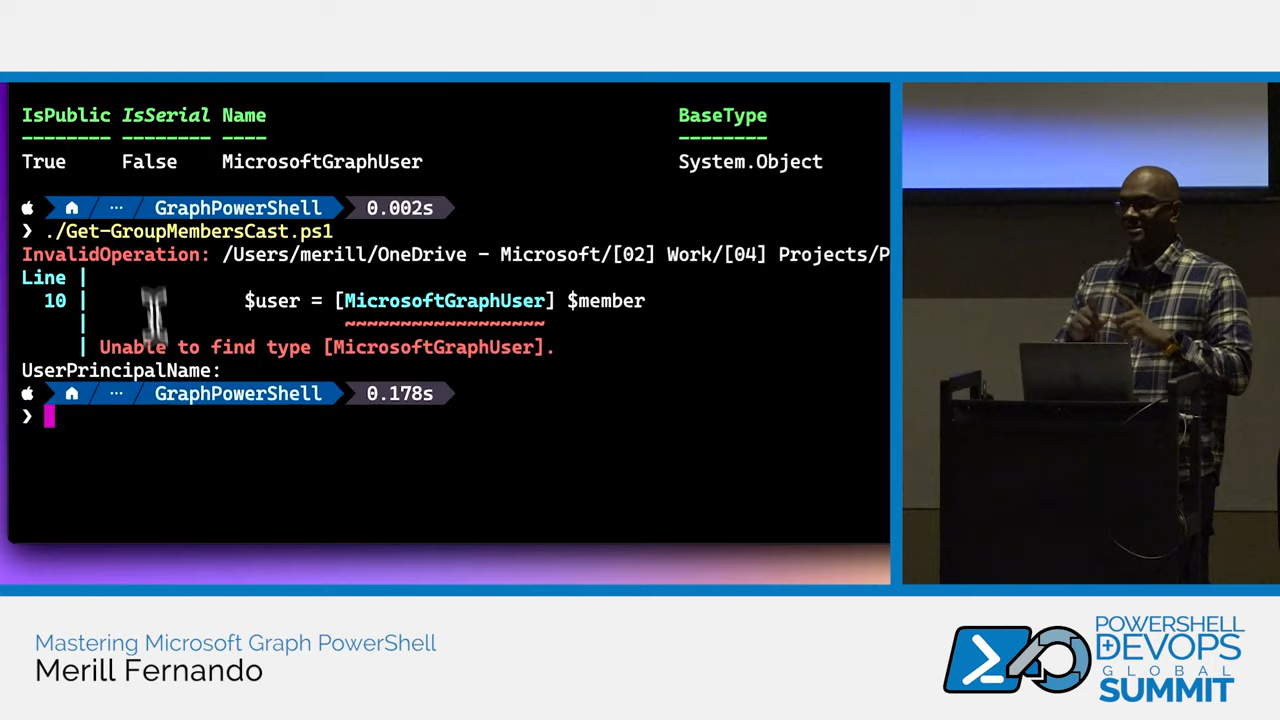 IsPublic IsSerial Name BaseType
-------- -------- ---- --------
True False MicrosoftGraphUser System.Object
··· GraphPowerShell 0.002s
❯ ./Get-GroupMembersCast.ps1
InvalidOperation: /Users/merill/OneDrive - Microsoft/[02] Work/[04] Projects/P
Line |
10 | $user = [MicrosoftGraphUser] $member
| ~~~~~~~~~~~~~~~~~~
| Unable to find type [MicrosoftGraphUser].
UserPrincipalName:
··· GraphPowerShell 0.178s
❯
Mastering Microsoft Graph PowerShell
Merill Fernando
POWERSHELL
DEVOPS
GLOBAL
SUMMIT